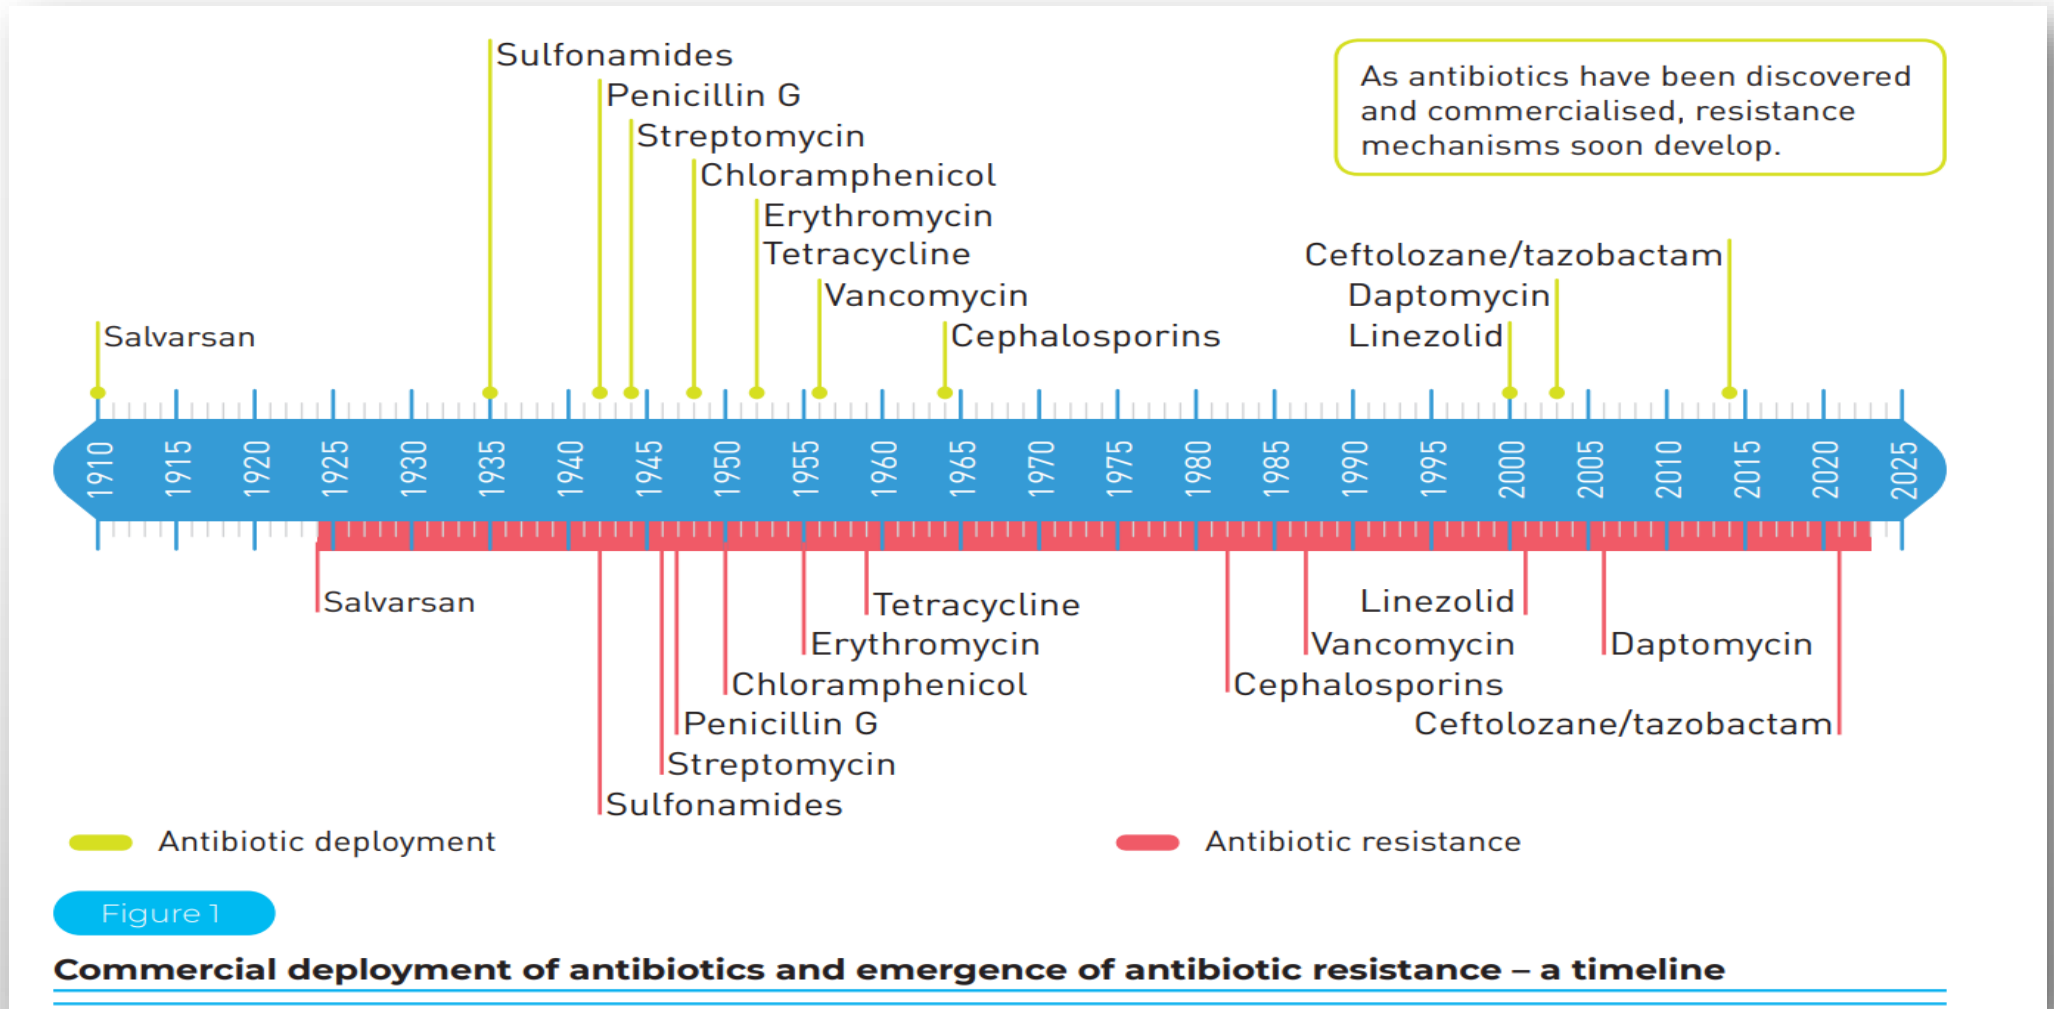 Sulfonamides
Penicillin G
Streptomycin
Chloramphenicol
Erythromycin
Tetracycline
Vancomycin
Cephalosporins
Salvarsan
As antibiotics have been discovered
and commercialised, resistance
mechanisms soon develop.
Ceftolozane/tazobactam
Daptomycin
Linezolid
1910 1915 1920 1925 1930 1935 1940 1945 1950 1955 1960 1965 1970 1975 1980 1985 1990 1995 2000 2005 2010 2015 2020 2025
Salvarsan
Tetracycline
Erythromycin
Chloramphenicol
Penicillin G
Streptomycin
Sulfonamides
Linezolid
Vancomycin
Daptomycin
Cephalosporins
Ceftolozane/tazobactam
Antibiotic deployment
Antibiotic resistance
Figure 1
Commercial deployment of antibiotics and emergence of antibiotic resistance – a timeline